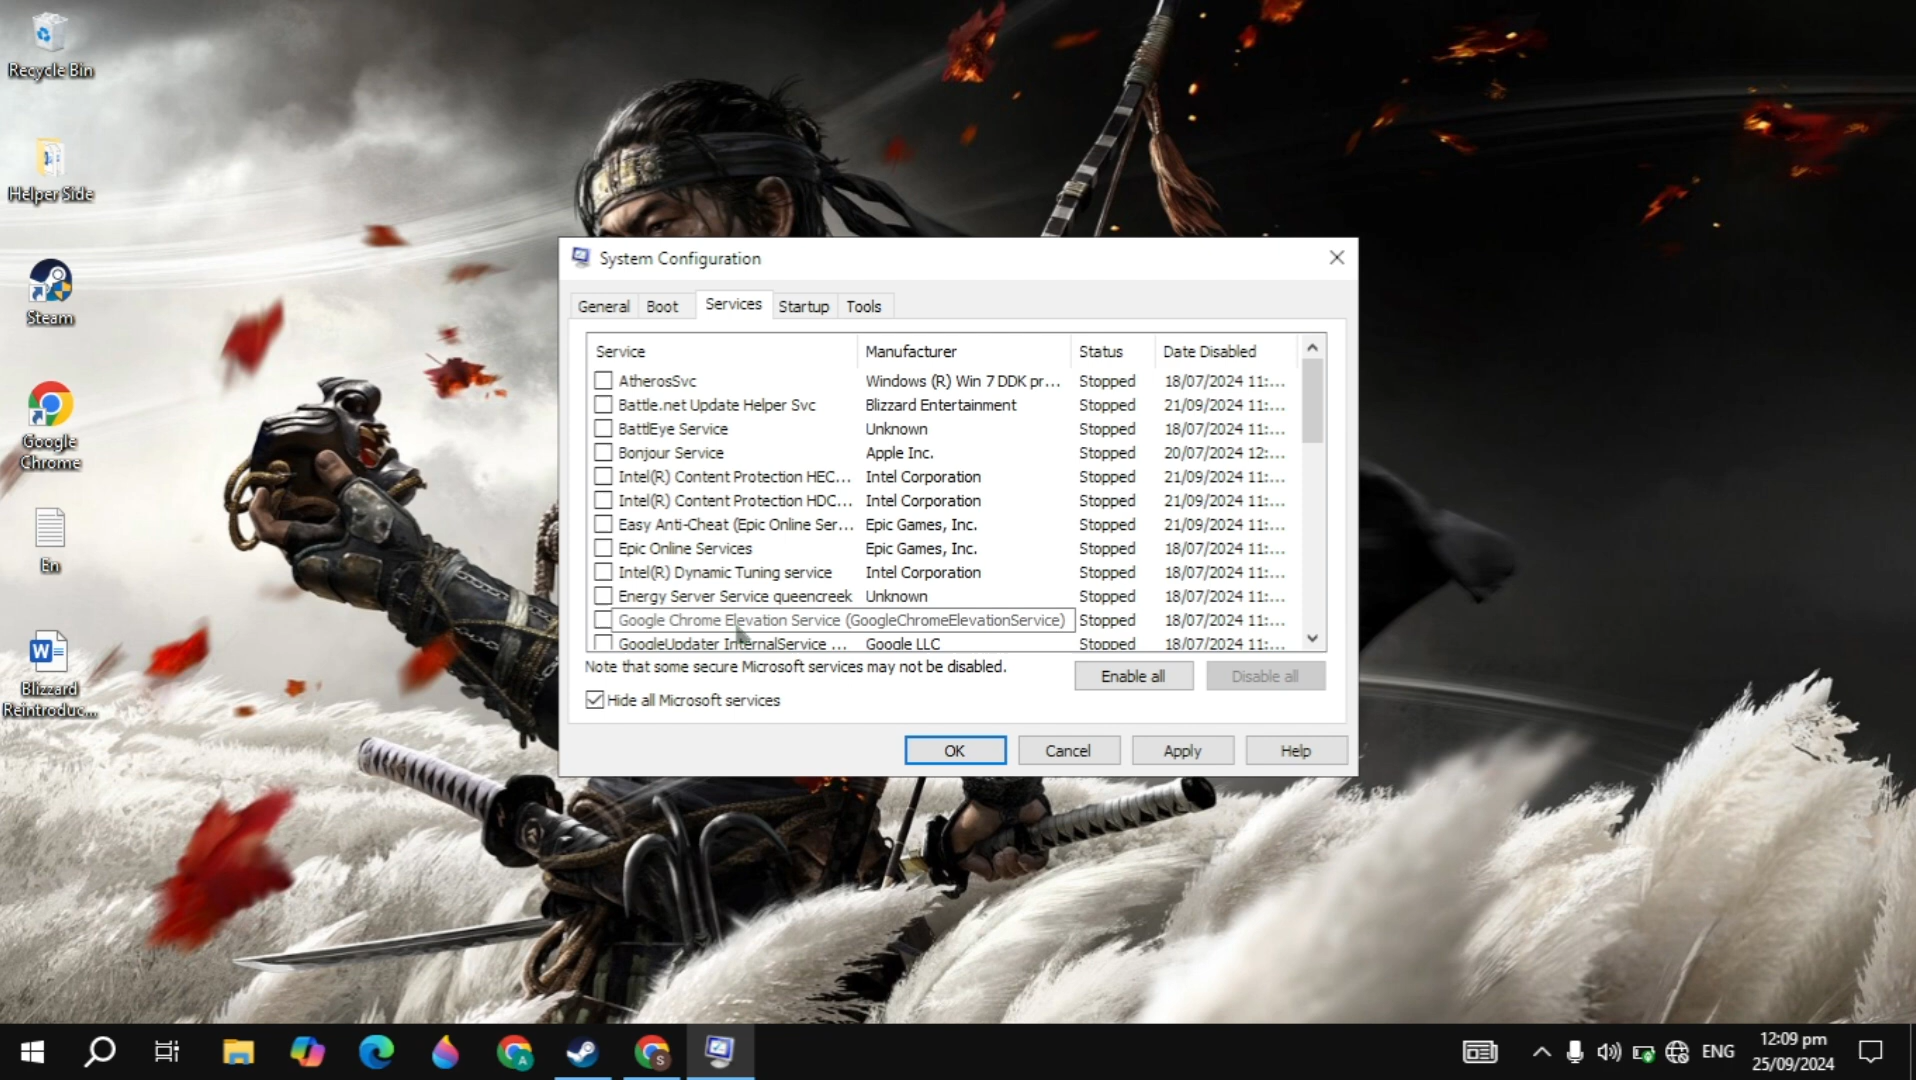 Recycle Bin
Helper Side
Steam
Google
Chrome
En
Blizzard
Reintroduc...
System Configuration
General Boot Services Startup Tools
Service Manufacturer Status Date Disabled
AtherosSvc Windows (R) Win 7 DDK pr... Stopped 18/07/2024 11:...
Battle.net Update Helper Svc Blizzard Entertainment Stopped 21/09/2024 11:...
BattlEye Service Unknown Stopped 18/07/2024 11:...
Bonjour Service Apple Inc. Stopped 20/07/2024 12:...
Intel(R) Content Protection HEC... Intel Corporation Stopped 21/09/2024 11:...
Intel(R) Content Protection HDC... Intel Corporation Stopped 21/09/2024 11:...
Easy Anti-Cheat (Epic Online Ser... Epic Games, Inc. Stopped 21/09/2024 11:...
Epic Online Services Epic Games, Inc. Stopped 18/07/2024 11:...
Intel(R) Dynamic Tuning service Intel Corporation Stopped 18/07/2024 11:...
Energy Server Service queencreek Unknown Stopped 18/07/2024 11:...
Google Chrome Elevation Service (GoogleChromeElevationService) Stopped 18/07/2024 11:...
GoogleUpdater InternalService ... Google LLC Stopped 18/07/2024 11:...
Note that some secure Microsoft services may not be disabled.
Enable all Disable all
Hide all Microsoft services
OK Cancel Apply Help
A
S
ENG
12:09 pm
25/09/2024